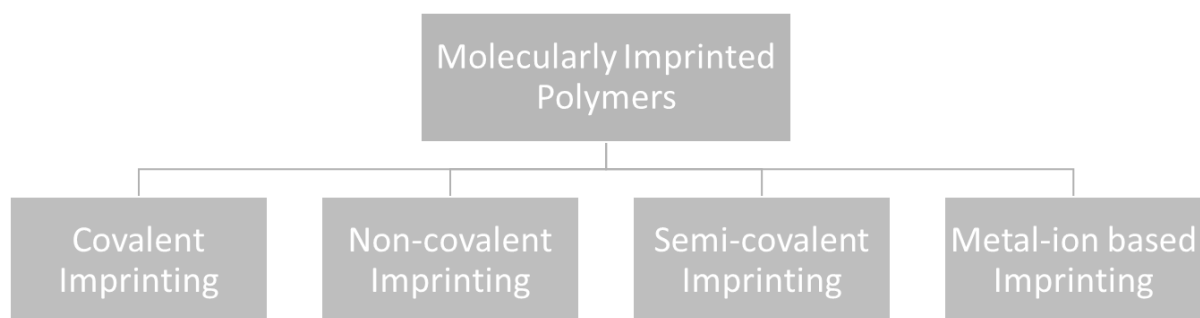 Molecularly Imprinted
Polymers
Covalent
Imprinting
Non-covalent
Imprinting
Semi-covalent
Imprinting
Metal-ion based
Imprinting